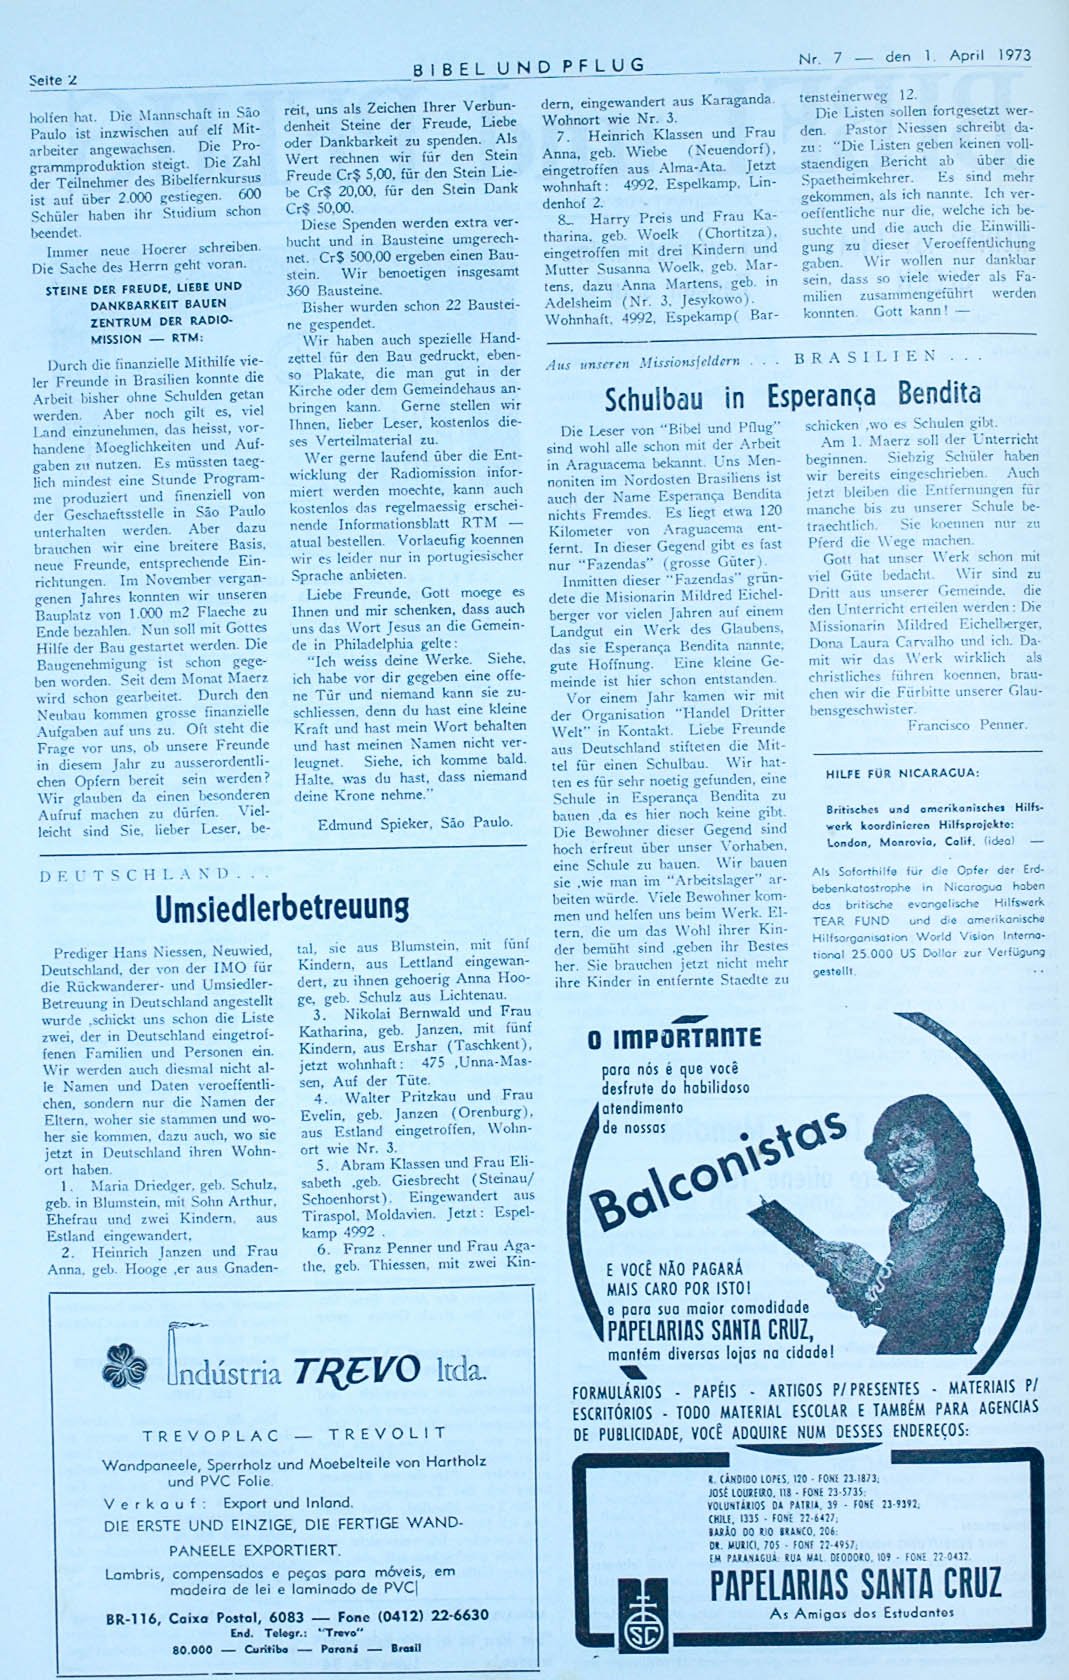 Seite 2
BIBEL UND PFLUG
Nr. 7 — den 1. April 1973
holfen hat. Die Mannschaft in São
Paulo ist inzwischen auf elf Mit-
arbeiter angewachsen. Die Pro-
grammproduktion steigt. Die Zahl
der Teilnehmer des Bibelfernkursus
ist auf über 2.000 gestiegen. 600
Schüler haben ihr Studium schon
beendet.
Immer neue Hoerer schreiben.
Die Sache des Herrn geht voran.
STEINE DER FREUDE, LIEBE UND
DANKBARKEIT BAUEN
ZENTRUM DER RADIO-
MISSION — RTM:
Durch die finanzielle Mithilfe vie-
ler Freunde in Brasilien konnte die
Arbeit bisher ohne Schulden getan
werden. Aber noch gilt es, viel
Land einzunehmen, das heisst, vor-
handene Moeglichkeiten und Auf-
gaben zu nutzen. Es müssten taeg-
lich mindest eine Stunde Program-
me produziert und finenziell von
der Geschaeftsstelle in São Paulo
unterhalten werden. Aber dazu
brauchen wir eine breitere Basis,
neue Freunde, entsprechende Ein-
richtungen. Im November vergan-
genen Jahres konnten wir unseren
Bauplatz von 1.000 m2 Flaeche zu
Ende bezahlen. Nun soll mit Gottes
Hilfe der Bau gestartet werden. Die
Baugenehmigung ist schon gege-
ben worden. Seit dem Monat Maerz
wird schon gearbeitet. Durch den
Neubau kommen grosse finanzielle
Aufgaben auf uns zu. Oft steht die
Frage vor uns, ob unsere Freunde
in diesem Jahr zu ausserordentli-
chen Opfern bereit sein werden?
Wir glauben da einen besonderen
Aufruf machen zu dürfen. Viel-
leicht sind Sie, lieber Leser, be-
reit, uns als Zeichen Ihrer Verbun-
denheit Steine der Freude, Liebe
oder Dankbarkeit zu spenden. Als
Wert rechnen wir für den Stein
Freude Cr$ 5,00, für den Stein Lie-
be Cr$ 20,00, für den Stein Dank
Cr$ 50,00.
Diese Spenden werden extra ver-
bucht und in Bausteine umgerech-
net. Cr$ 500,00 ergeben einen Bau-
stein. Wir benoetigen insgesamt
360 Bausteine.
Bisher wurden schon 22 Baustei-
ne gespendet.
Wir haben auch spezielle Hand-
zettel für den Bau gedruckt, eben-
so Plakate, die man gut in der
Kirche oder dem Gemeindehaus an-
bringen kann. Gerne stellen wir
Ihnen, lieber Leser, kostenlos die-
ses Verteilmaterial zu.
Wer gerne laufend über die Ent-
wicklung der Radiomission infor-
miert werden moechte, kann auch
kostenlos das regelmaessig erschei-
nende Informationsblatt RTM —
atual bestellen. Vorlaeufig koennen
wir es leider nur in portugiesischer
Sprache anbieten.
Liebe Freunde, Gott moege es
Ihnen und mir schenken, dass auch
uns das Wort Jesus an die Gemein-
de in Philadelphia gelte:
"Ich weiss deine Werke. Siehe,
ich habe vor dir gegeben eine offe-
ne Tür und niemand kann sie zu-
schliessen, denn du hast eine kleine
Kraft und hast mein Wort behalten
und hast meinen Namen nicht ver-
leugnet. Siehe, ich komme bald.
Halte, was du hast, dass niemand
deine Krone nehme."
Edmund Spieker, São Paulo.
DEUTSCHLAND...
Umsiedlerbetreuung
Prediger Hans Niessen, Neuwied,
Deutschland, der von der IMO für
die Rückwanderer- und Umsiedler-
Betreuung in Deutschland angestellt
wurde ,schickt uns schon die Liste
zwei, der in Deutschland eingetrof-
fenen Familien und Personen ein.
Wir werden auch diesmal nicht al-
le Namen und Daten veroeffentli-
chen, sondern nur die Namen der
Eltern, woher sie stammen und wo-
her sie kommen, dazu auch, wo sie
jetzt in Deutschland ihren Wohn-
ort haben.
1. Maria Driedger, geb. Schulz,
geb. in Blumstein, mit Sohn Arthur,
Ehefrau und zwei Kindern, aus
Estland eingewandert,
2. Heinrich Janzen und Frau
Anna, geb. Hooge ,er aus Gnaden-
tal, sie aus Blumstein, mit fünf
Kindern, aus Lettland eingewan-
dert, zu ihnen gehoerig Anna Hoo-
ge, geb. Schulz aus Lichtenau.
3. Nikolai Bernwald und Frau
Katharina, geb. Janzen, mit fünf
Kindern, aus Ershar (Taschkent),
jetzt wohnhaft: 475 ,Unna-Mas-
sen, Auf der Tüte.
4. Walter Pritzkau und Frau
Evelin, geb. Janzen (Orenburg),
aus Estland eingetroffen, Wohn-
ort wie Nr. 3.
5. Abram Klassen und Frau Eli-
sabeth ,geb. Giesbrecht (Steinau/
Schoenhorst). Eingewandert aus
Tiraspol, Moldavien. Jetzt: Espel-
kamp 4992 .
6. Franz Penner und Frau Aga-
the, geb. Thiessen, mit zwei Kin-
dern, eingewandert aus Karaganda.
Wohnort wie Nr. 3.
7. Heinrich Klassen und Frau
Anna, geb. Wiebe (Neuendorf),
eingetroffen aus Alma-Ata. Jetzt
wohnhaft: 4992, Espelkamp, Lin-
denhof 2.
8. Harry Preis und Frau Ka-
tharina, geb. Woelk (Chortitza),
eingetroffen mit drei Kindern und
Mutter Susanna Woelk, geb. Mar-
tens, dazu Anna Martens, geb. in
Adelsheim (Nr. 3, Jesykowo).
Wohnhaft, 4992, Espekamp( Bar-
tensteinerweg 12.
Die Listen sollen fortgesetzt wer-
den. Pastor Niessen schreibt da-
zu: "Die Listen geben keinen voll-
staendigen Bericht ab über die
Spaetheimkehrer. Es sind mehr
gekommen, als ich nannte. Ich ver-
oeffentliche nur die, welche ich be-
suchte und die auch die Einwilli-
gung zu dieser Veroeffentlichung
gaben. Wir wollen nur dankbar
sein, dass so viele wieder als Fa-
milien zusammengeführt werden
konnten. Gott kann! —
Aus unseren Missionsfeldern . . . BRASILIEN . . .
Schulbau in Esperança Bendita
Die Leser von "Bibel und Pflug"
sind wohl alle schon mit der Arbeit
in Araguacema bekannt. Uns Men-
noniten im Nordosten Brasiliens ist
auch der Name Esperança Bendita
nichts Fremdes. Es liegt etwa 120
Kilometer von Araguacema ent-
fernt. In dieser Gegend gibt es fast
nur "Fazendas" (grosse Güter).
Inmitten dieser "Fazendas" grün-
dete die Misionarin Mildred Eichel-
berger vor vielen Jahren auf einem
Landgut ein Werk des Glaubens,
das sie Esperança Bendita nannte,
gute Hoffnung. Eine kleine Ge-
meinde ist hier schon entstanden.
Vor einem Jahr kamen wir mit
der Organisation "Handel Dritter
Welt" in Kontakt. Liebe Freunde
aus Deutschland stifteten die Mit-
tel für einen Schulbau. Wir hat-
ten es für sehr noetig gefunden, eine
Schule in Esperança Bendita zu
bauen ,da es hier noch keine gibt.
Die Bewohner dieser Gegend sind
hoch erfreut über unser Vorhaben,
eine Schule zu bauen. Wir bauen
sie ,wie man im "Arbeitslager" ar-
beiten würde. Viele Bewohner kom-
men und helfen uns beim Werk. El-
tern, die um das Wohl ihrer Kin-
der bemüht sind ,geben ihr Bestes
her. Sie brauchen jetzt nicht mehr
ihre Kinder in entfernte Staedte zu
schicken ,wo es Schulen gibt.
Am 1. Maerz soll der Unterricht
beginnen. Siebzig Schüler haben
wir bereits eingeschrieben. Auch
jetzt bleiben die Entfernungen für
manche bis zu unserer Schule be-
traechtlich. Sie koennen nur zu
Pferd die Wege machen.
Gott hat unser Werk schon mit
viel Güte bedacht. Wir sind zu
Dritt aus unserer Gemeinde, die
den Unterricht erteilen werden: Die
Missionarin Mildred Eichelberger,
Dona Laura Carvalho und ich. Da-
mit wir das Werk wirklich als
christliches führen koennen, brau-
chen wir die Fürbitte unserer Glau-
bensgeschwister.
Francisco Penner.
HILFE FÜR NICARAGUA:
Britisches und amerikanisches Hilfs-
werk koordinieren Hilfsprojekte:
London, Monrovia, Calif. (idea) —
Als Soforthilfe für die Opfer der Erd-
bebenkatastrophe in Nicaragua haben
das britische evangelische Hilfswerk
TEAR FUND und die amerikanische
Hilfsorganisation World Vision Interna-
tional 25.000 US Dollar zur Verfügung
gestellt. ..
Indústria TREVO ltda.
TREVOPLAC — TREVOLIT
Wandpaneele, Sperrholz und Moebelteile von Hartholz
und PVC Folie.
Verkauf: Export und Inland.
DIE ERSTE UND EINZIGE, DIE FERTIGE WAND-
PANEELE EXPORTIERT.
Lambris, compensados e peças para móveis, em
madeira de lei e laminado de PVC|
BR-116, Caixa Postal, 6083 — Fone (0412) 22-6630
End. Telegr.: "Trevo"
80.000 — Curitiba — Paraná — Brasil
O IMPORTANTE
para nós é que você
desfrute do habilidoso
atendimento
de nossas
Balconistas
E VOCÊ NÃO PAGARÁ
MAIS CARO POR ISTO!
e para sua maior comodidade
PAPELARIAS SANTA CRUZ,
mantém diversas lojas na cidade!
FORMULÁRIOS - PAPÉIS - ARTIGOS P/PRESENTES - MATERIAIS P/
ESCRITÓRIOS - TODO MATERIAL ESCOLAR E TAMBÉM PARA AGENCIAS
DE PUBLICIDADE, VOCÊ ADQUIRE NUM DESSES ENDEREÇOS:
R. CÂNDIDO LOPES, 120 - FONE 23-1873;
JOSÉ LOUREIRO, 118 - FONE 23-5735;
VOLUNTÁRIOS DA PATRIA, 39 - FONE 23-9392;
CHILE, 1335 - FONE 22-6427;
BARÃO DO RIO BRANCO, 206;
DR. MURICI, 705 - FONE 22-4957;
EM PARANAGUÁ: RUA MAL. DEODORO, 109 - FONE 22-0432.
PAPELARIAS SANTA CRUZ
As Amigas dos Estudantes
SC